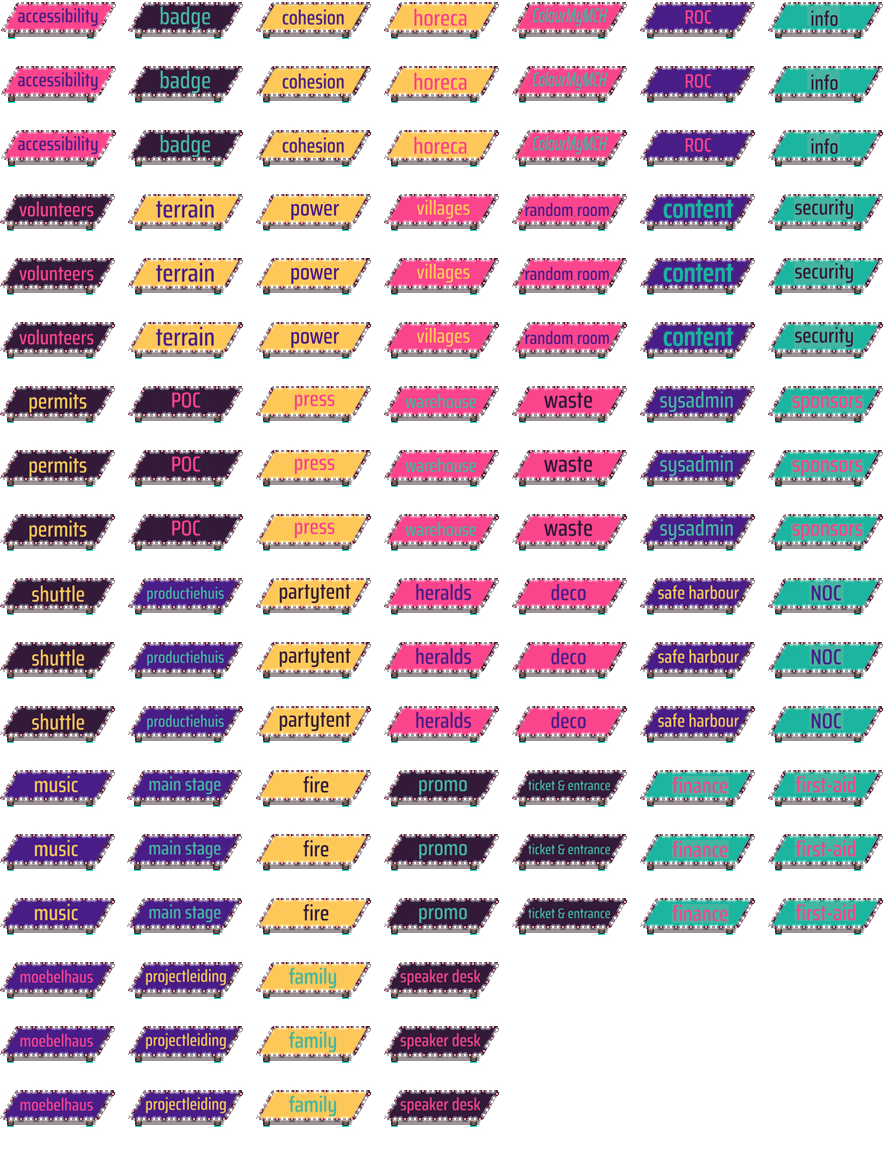 accessibility badge cohesion horeca ColourMyMCH ROC info
accessibility badge cohesion horeca ColourMyMCH ROC info
accessibility badge cohesion horeca ColourMyMCH ROC info
volunteers terrain power villages random room content security
volunteers terrain power villages random room content security
volunteers terrain power villages random room content security
permits POC press warehouse waste sysadmin sponsors
permits POC press warehouse waste sysadmin sponsors
permits POC press warehouse waste sysadmin sponsors
shuttle productiehuis partytent heralds deco safe harbour NOC
shuttle productiehuis partytent heralds deco safe harbour NOC
shuttle productiehuis partytent heralds deco safe harbour NOC
music main stage fire promo ticket & entrance finance first-aid
music main stage fire promo ticket & entrance finance first-aid
music main stage fire promo ticket & entrance finance first-aid
moebelhaus projectleiding family speaker desk
moebelhaus projectleiding family speaker desk
moebelhaus projectleiding family speaker desk